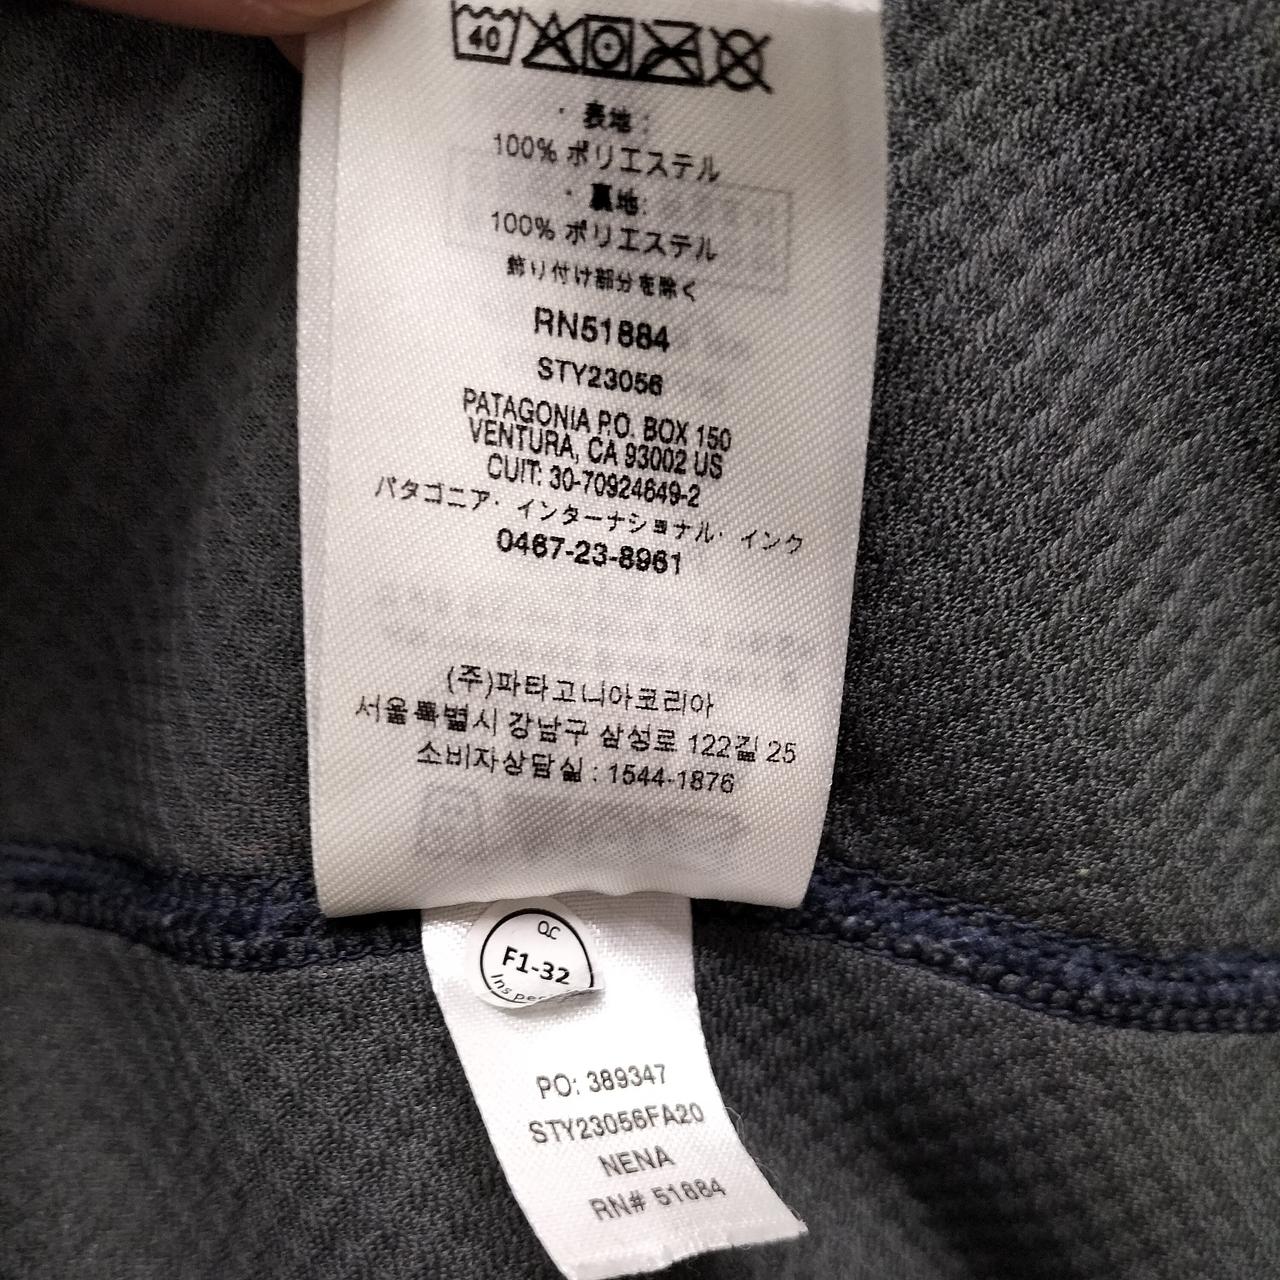 40
・表地:
100% ポリエステル
・裏地:
100% ポリエステル
飾り付け部分を除く
RN51884
STY23056
PATAGONIA P.O. BOX 150
VENTURA, CA 93002 US
CUIT: 30-70924649-2
パタゴニア・インターナショナル・インク
0467-23-8961
(주)파타고니아코리아
서울특별시 강남구 삼성로 122길 25
소비자상담실 : 1544-1876
QC
F1-32
PO: 389347
STY23056FA20
NENA
RN# 51884